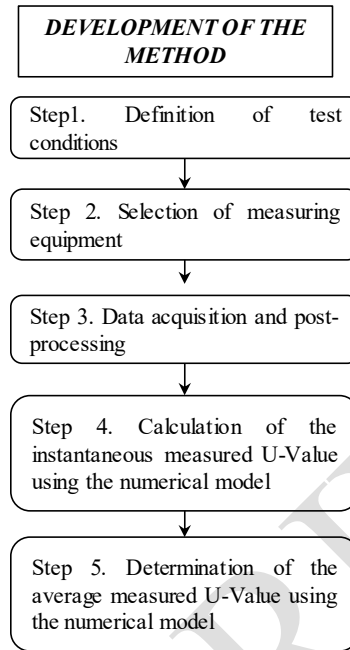 DEVELOPMENT OF THE
METHOD
Step1. Definition of test
conditions
Step 2. Selection of measuring
equipment
Step 3. Data acquisition and post-
processing
Step 4. Calculation of the
instantaneous measured U-Value
using the numerical model
Step 5. Determination of the
average measured U-Value using
the numerical model